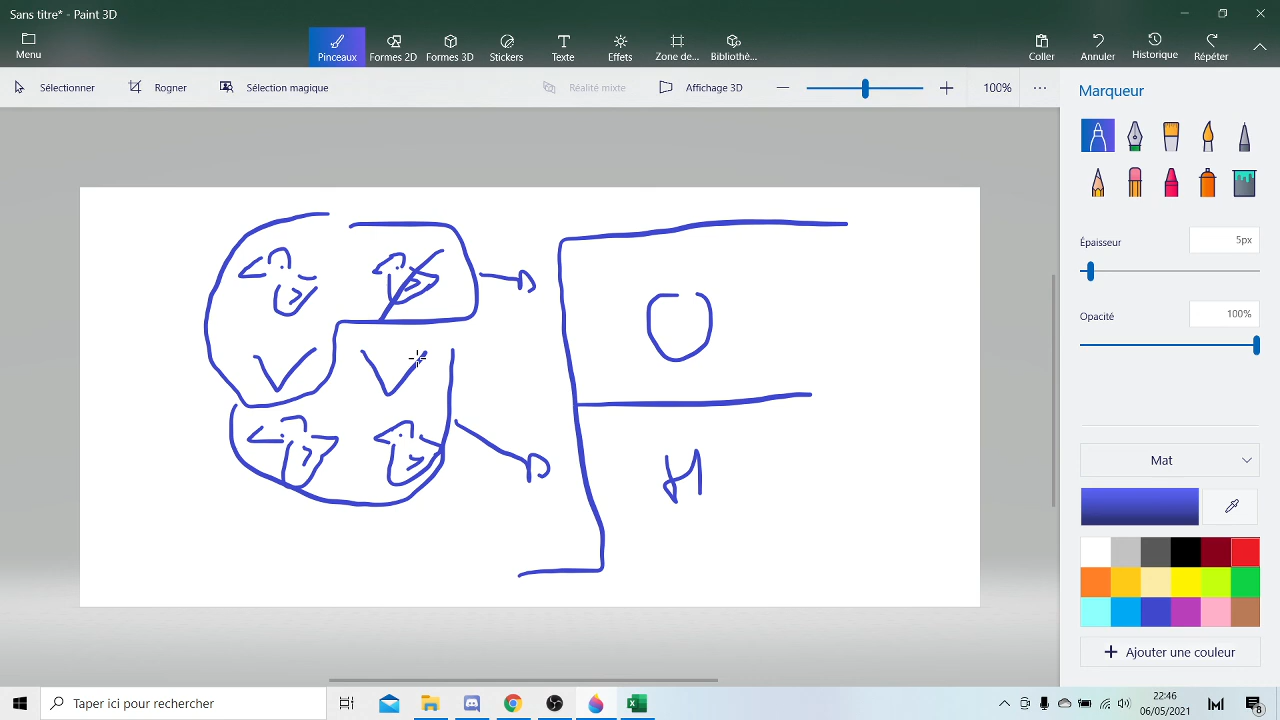 Sans titre* - Paint 3D
Menu
Pinceaux
Formes 2D
Formes 3D
Stickers
Texte
Effets
Zone de...
Bibliothè...
Coller
Annuler
Historique
Répéter
Sélectionner
Rogner
Sélection magique
Réalité mixte
Affichage 3D
100%
Marqueur
Épaisseur
5px
Opacité
100%
Mat
Ajouter une couleur
O
H
Taper ici pour rechercher
22:46
06/05/2021
8